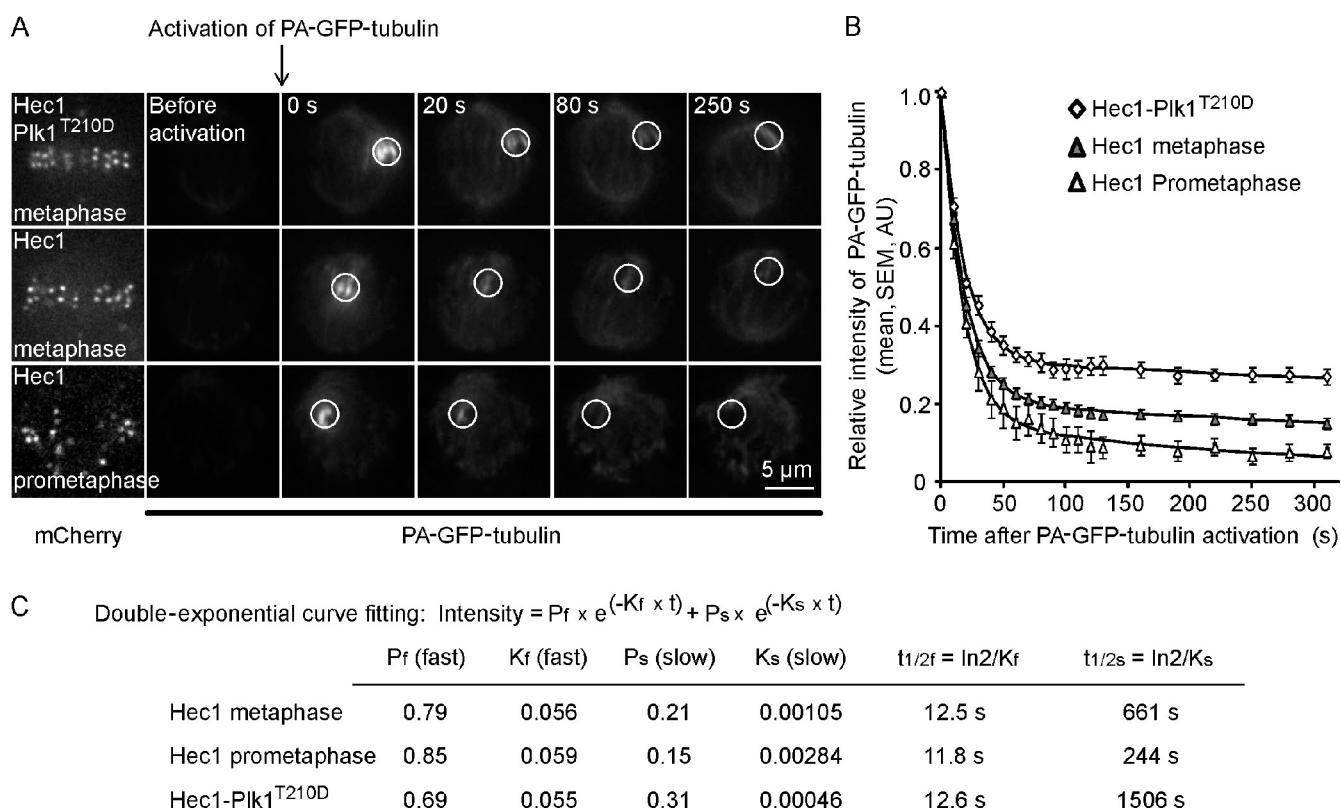 A
Activation of PA-GFP-tubulin
Hec1
Plk1T210D
metaphase
Before
activation
0 s
20 s
80 s
250 s
Hec1
metaphase
Hec1
prometaphase
5 µm
mCherry
PA-GFP-tubulin
B
Relative intensity of PA-GFP-tubulin
(mean, SEM, AU)
1.0
0.8
0.6
0.4
0.2
0
0 50 100 150 200 250 300
Time after PA-GFP-tubulin activation (s)
Hec1-Plk1T210D
Hec1 metaphase
Hec1 Prometaphase
C
Double-exponential curve fitting: Intensity = Pf x e(-Kf x t) + Ps x e(-Ks x t)
Pf (fast) Kf (fast) Ps (slow) Ks (slow) t1/2f = ln2/Kf t1/2s = ln2/Ks
Hec1 metaphase 0.79 0.056 0.21 0.00105 12.5 s 661 s
Hec1 prometaphase 0.85 0.059 0.15 0.00284 11.8 s 244 s
Hec1-Plk1T210D 0.69 0.055 0.31 0.00046 12.6 s 1506 s